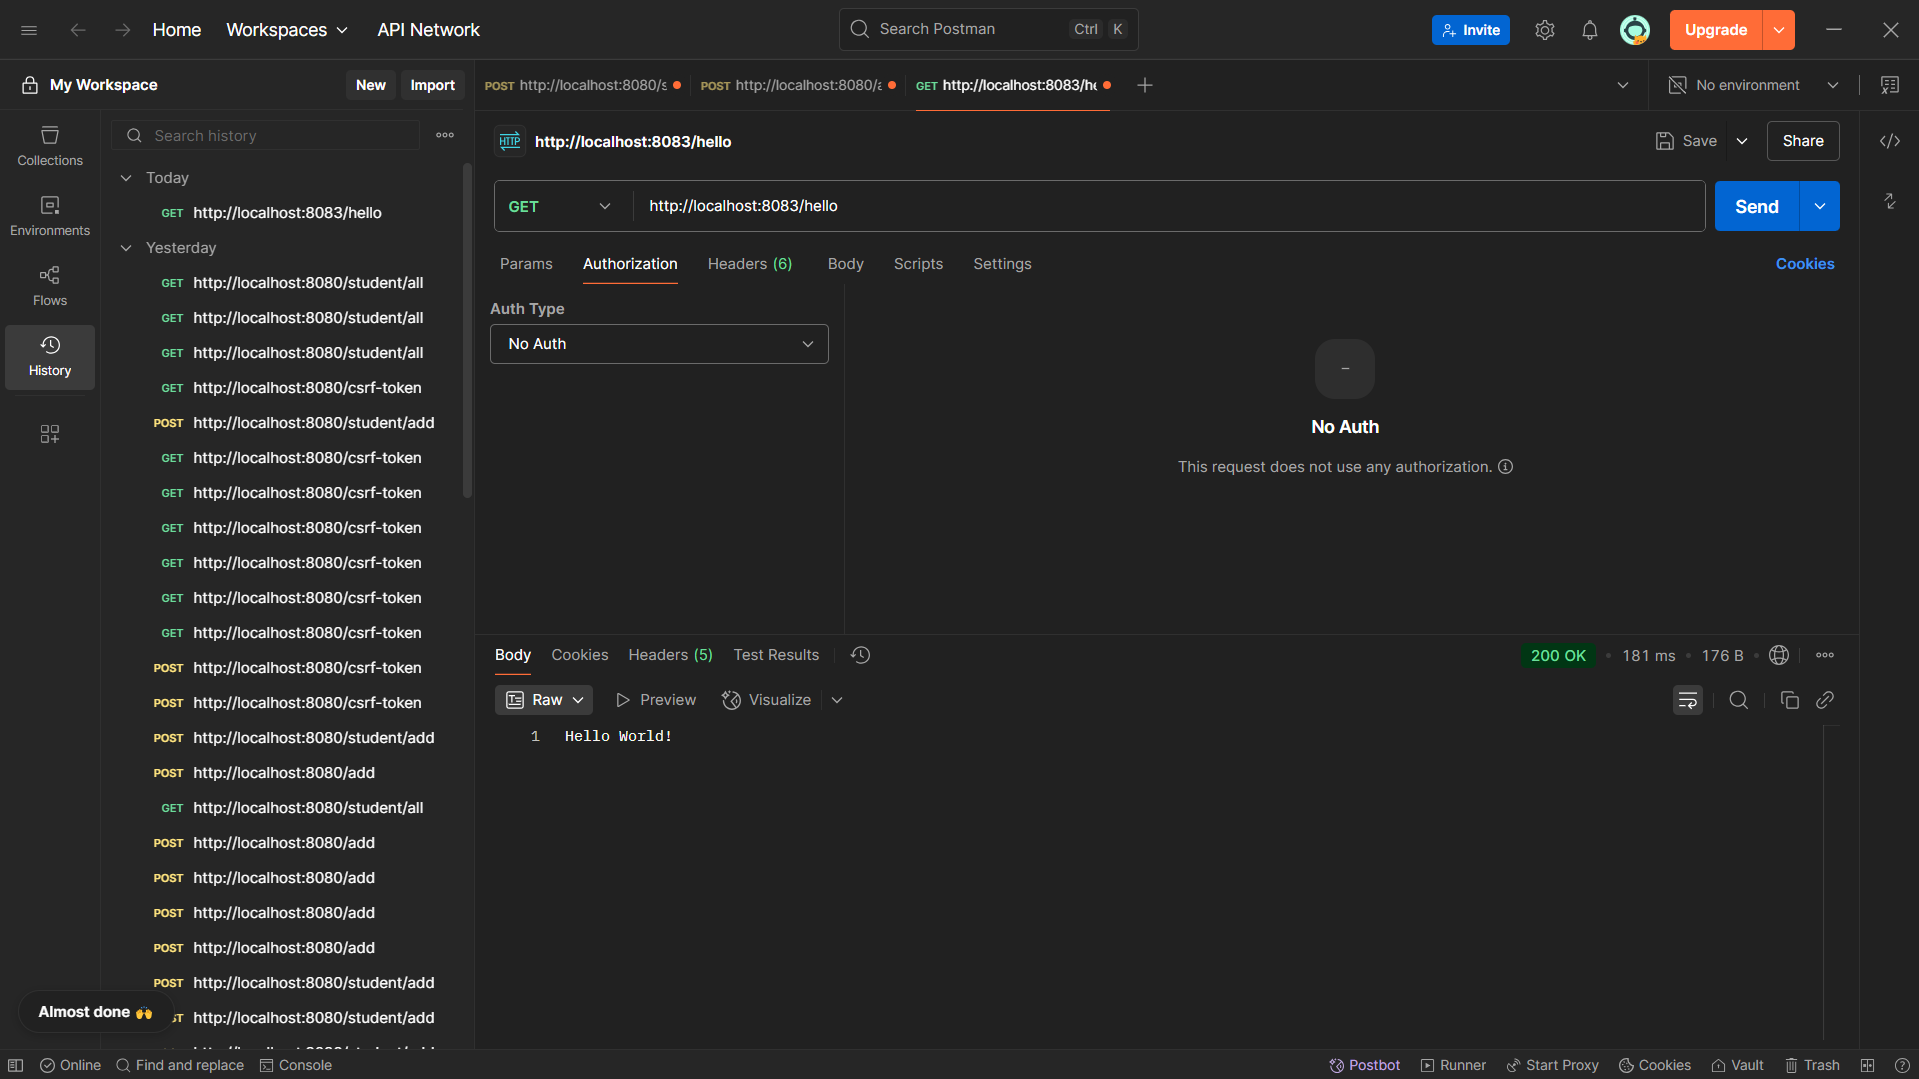 Home
Workspaces
API Network
Search Postman
Ctrl
K
Invite
Upgrade
My Workspace
New
Import
POST http://localhost:8080/s
POST http://localhost:8080/a
GET http://localhost:8083/he
No environment
Collections
Environments
Flows
History
Search history
Today
GET http://localhost:8083/hello
Yesterday
GET http://localhost:8080/student/all
GET http://localhost:8080/student/all
GET http://localhost:8080/student/all
GET http://localhost:8080/csrf-token
POST http://localhost:8080/student/add
GET http://localhost:8080/csrf-token
GET http://localhost:8080/csrf-token
GET http://localhost:8080/csrf-token
GET http://localhost:8080/csrf-token
GET http://localhost:8080/csrf-token
GET http://localhost:8080/csrf-token
POST http://localhost:8080/csrf-token
POST http://localhost:8080/csrf-token
POST http://localhost:8080/student/add
POST http://localhost:8080/add
GET http://localhost:8080/student/all
POST http://localhost:8080/add
POST http://localhost:8080/add
POST http://localhost:8080/add
POST http://localhost:8080/add
POST http://localhost:8080/student/add
ST http://localhost:8080/student/add
Almost done 🙌
HTTP http://localhost:8083/hello
Save
Share
GET
http://localhost:8083/hello
Send
Params
Authorization
Headers (6)
Body
Scripts
Settings
Cookies
Auth Type
No Auth
No Auth
This request does not use any authorization.
Body
Cookies
Headers (5)
Test Results
200 OK
181 ms
176 B
Raw
Preview
Visualize
1 Hello World!
Online
Find and replace
Console
Postbot
Runner
Start Proxy
Cookies
Vault
Trash